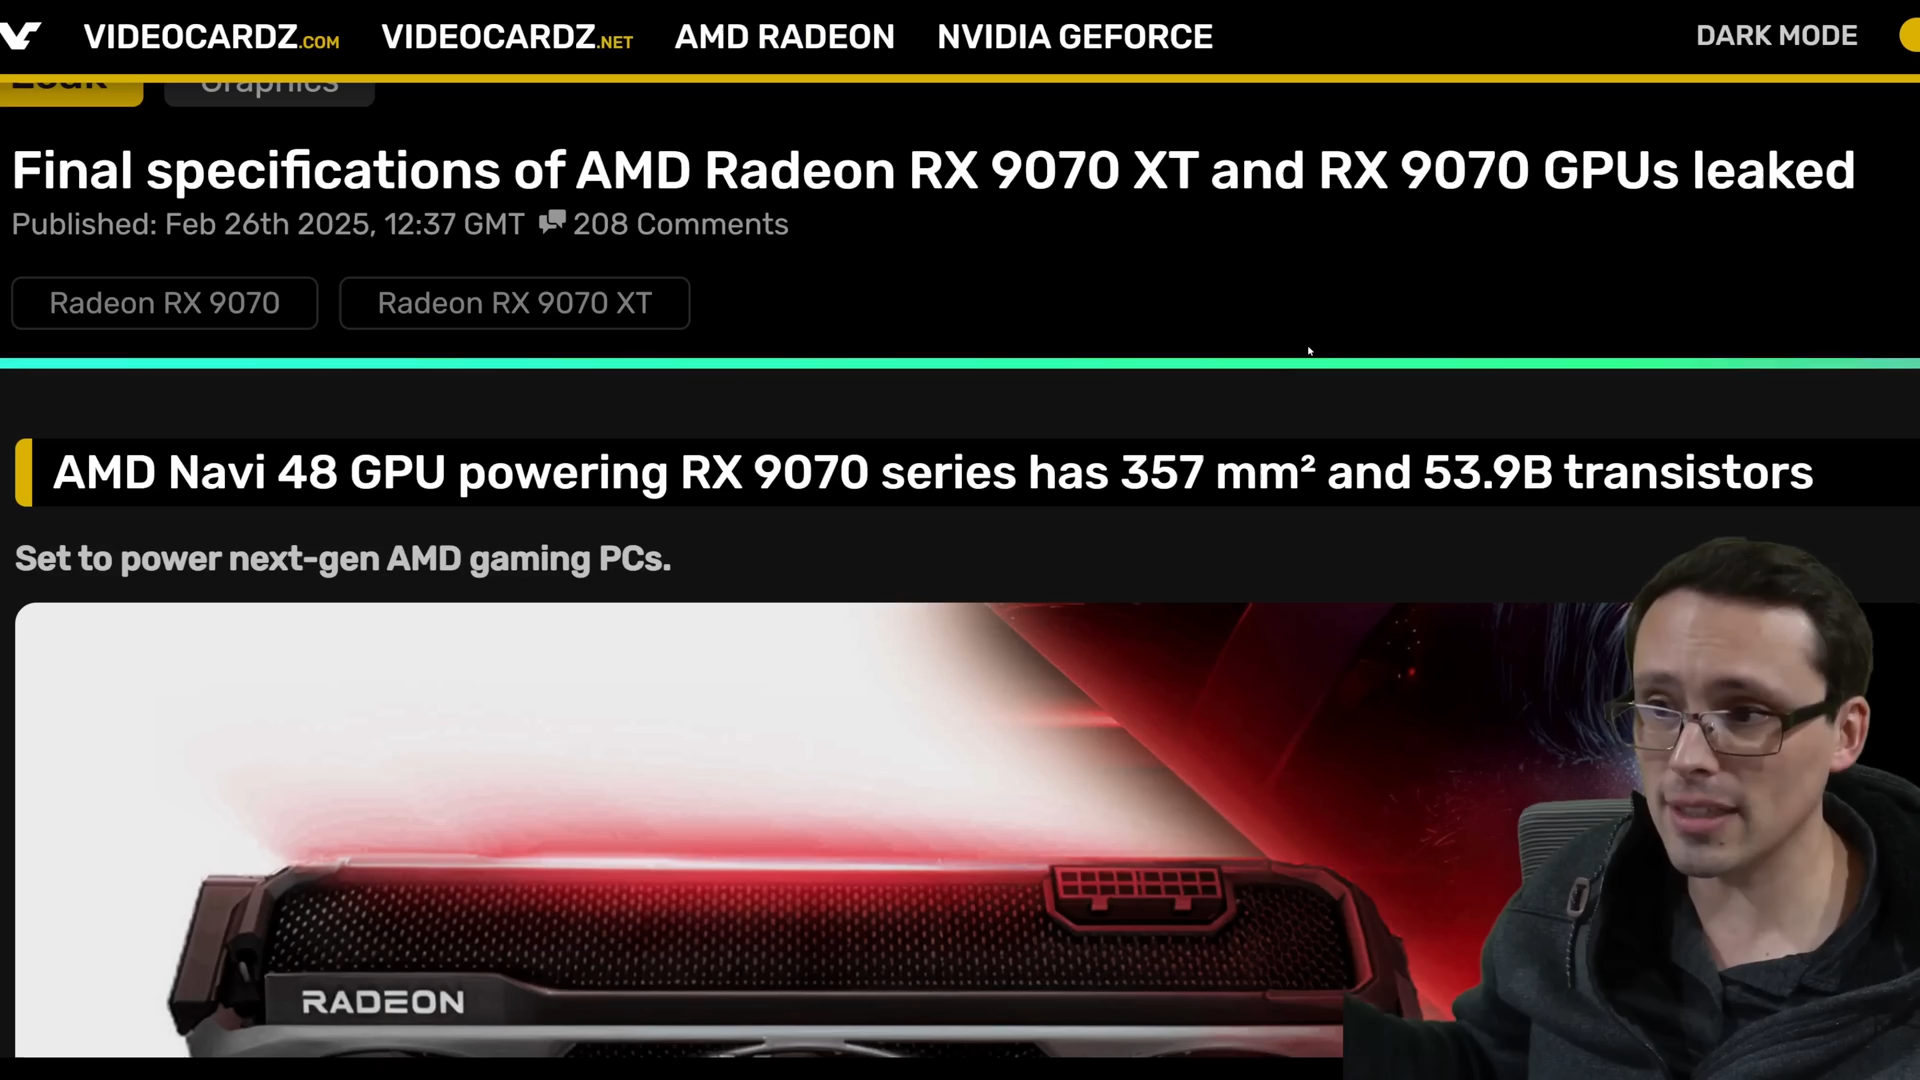 VIDEOCARDZ.COM VIDEOCARDZ.NET AMD RADEON NVIDIA GEFORCE DARK MODE
Leak Graphics
Final specifications of AMD Radeon RX 9070 XT and RX 9070 GPUs leaked
Published: Feb 26th 2025, 12:37 GMT 208 Comments
Radeon RX 9070 Radeon RX 9070 XT
AMD Navi 48 GPU powering RX 9070 series has 357 mm² and 53.9B transistors
Set to power next-gen AMD gaming PCs.
RADEON